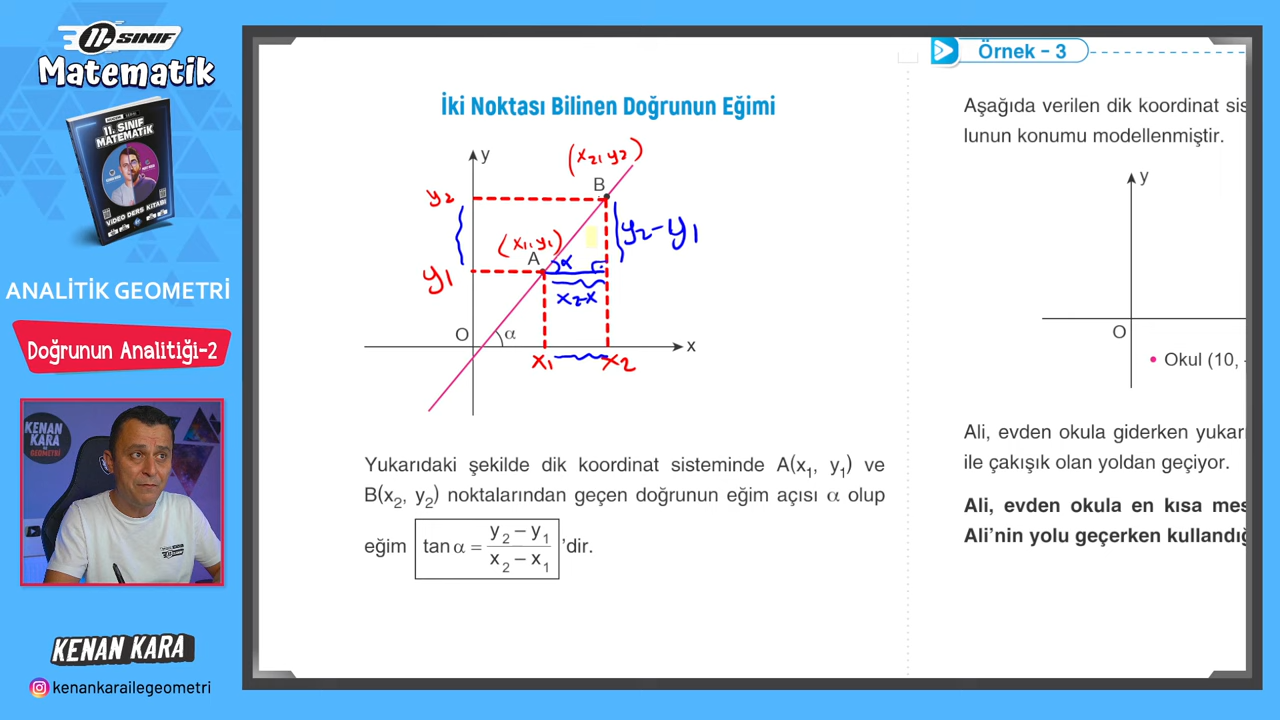 11. SINIF
Matematik
11. SINIF
MATEMATİK
VİDEO DERS KİTABI
ANALİTİK GEOMETRİ
Doğrunun Analitiği-2
KENAN
KARA
GEOMETRİ
KENAN KARA
kenankarailegeometri
İki Noktası Bilinen Doğrunun Eğimi
y
(x2, y2)
B
y2
y2-y1
(x1, y1)
A
α
y1
x2-x
O
α
x
x1
x2
Yukarıdaki şekilde dik koordinat sisteminde A(x₁, y₁) ve
B(x₂, y₂) noktalarından geçen doğrunun eğim açısı α olup
eğim tan α = (y₂ – y₁)/(x₂ – x₁) 'dir.
Örnek – 3
Aşağıda verilen dik koordinat sis
lunun konumu modellenmiştir.
y
O
Okul (10, -
Ali, evden okula giderken yukarı
ile çakışık olan yoldan geçiyor.
Ali, evden okula en kısa mes
Ali'nin yolu geçerken kullandığ